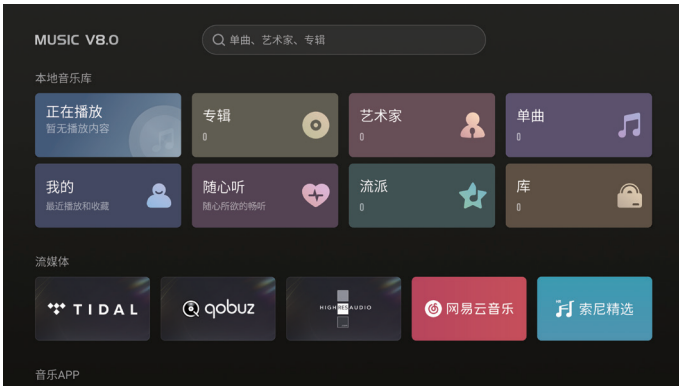 MUSIC V8.0
单曲、艺术家、专辑
本地音乐库
正在播放
暂无播放内容
专辑
0
艺术家
0
单曲
0
我的
最近播放和收藏
随心听
随心所欲的畅听
流派
0
库
0
流媒体
TIDAL
qobuz
HIGHRESAUDIO
网易云音乐
索尼精选
音乐APP